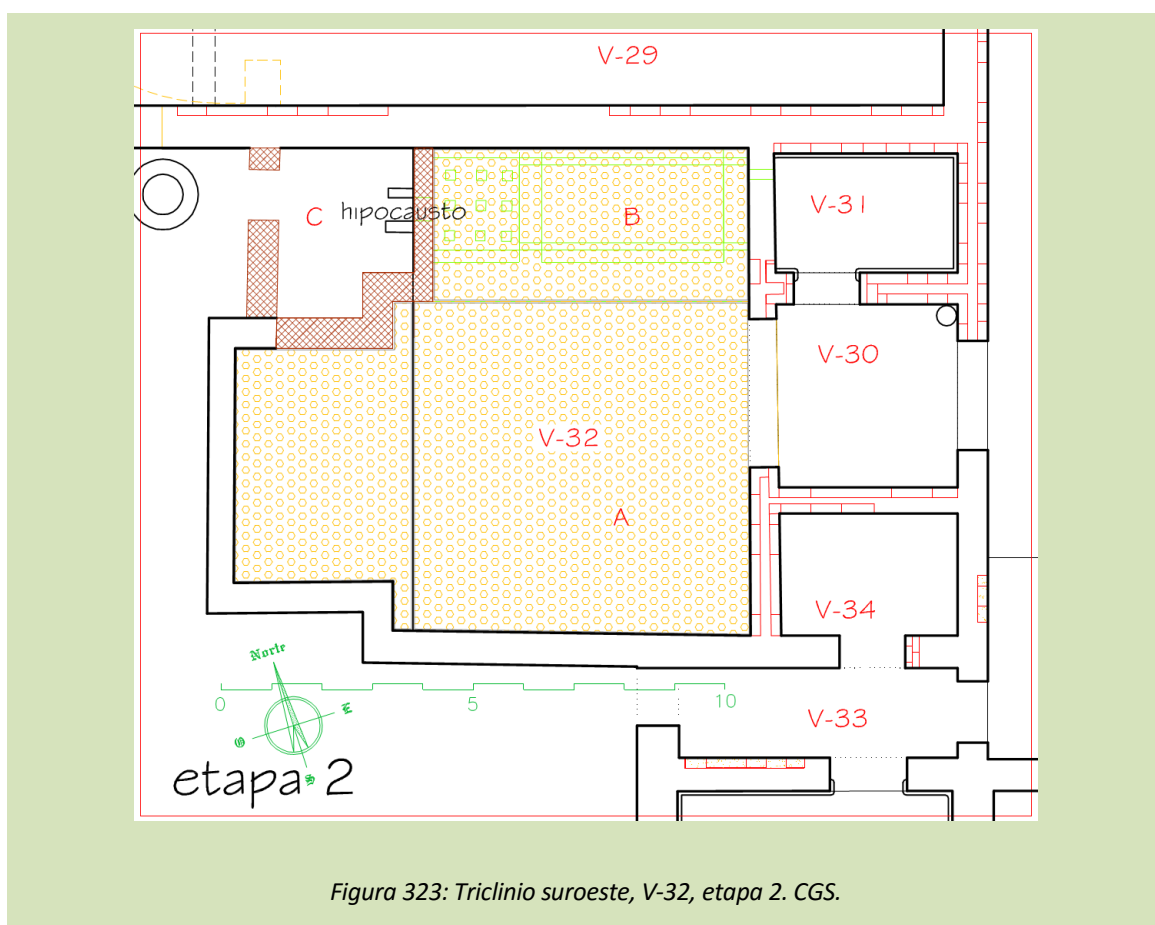 V-29
V-31
C
hipocausto
B
V-30
V-32
A
V-34
Norte
E
0
5
10
O
V-33
S
etapa 2
Figura 323: Triclinio suroeste, V-32, etapa 2. CGS.